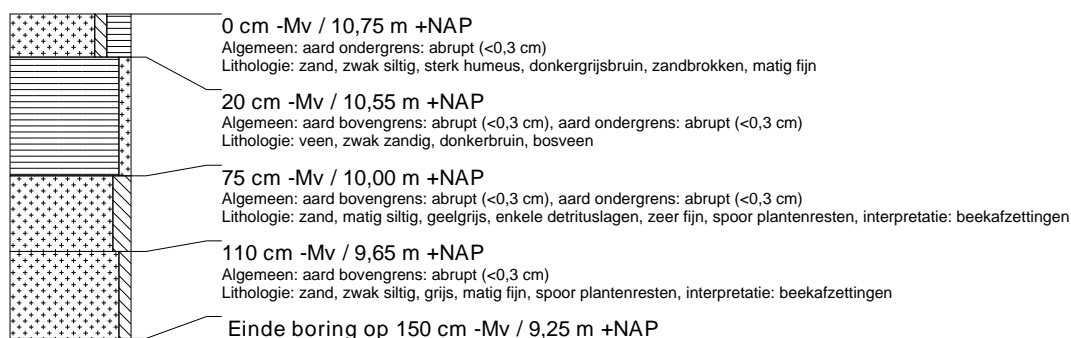 0 cm -Mv / 10,75 m +NAP
Algemeen: aard ondergrens: abrupt (<0,3 cm)
Lithologie: zand, zwak siltig, sterk humeus, donkergrijsbruin, zandbrokken, matig fijn
20 cm -Mv / 10,55 m +NAP
Algemeen: aard bovengrens: abrupt (<0,3 cm), aard ondergrens: abrupt (<0,3 cm)
Lithologie: veen, zwak zandig, donkerbruin, bosveen
75 cm -Mv / 10,00 m +NAP
Algemeen: aard bovengrens: abrupt (<0,3 cm), aard ondergrens: abrupt (<0,3 cm)
Lithologie: zand, matig siltig, geelgrijs, enkele detrituslagen, zeer fijn, spoor plantenresten, interpretatie: beekafzettingen
110 cm -Mv / 9,65 m +NAP
Algemeen: aard bovengrens: abrupt (<0,3 cm)
Lithologie: zand, zwak siltig, grijs, matig fijn, spoor plantenresten, interpretatie: beekafzettingen
Einde boring op 150 cm -Mv / 9,25 m +NAP